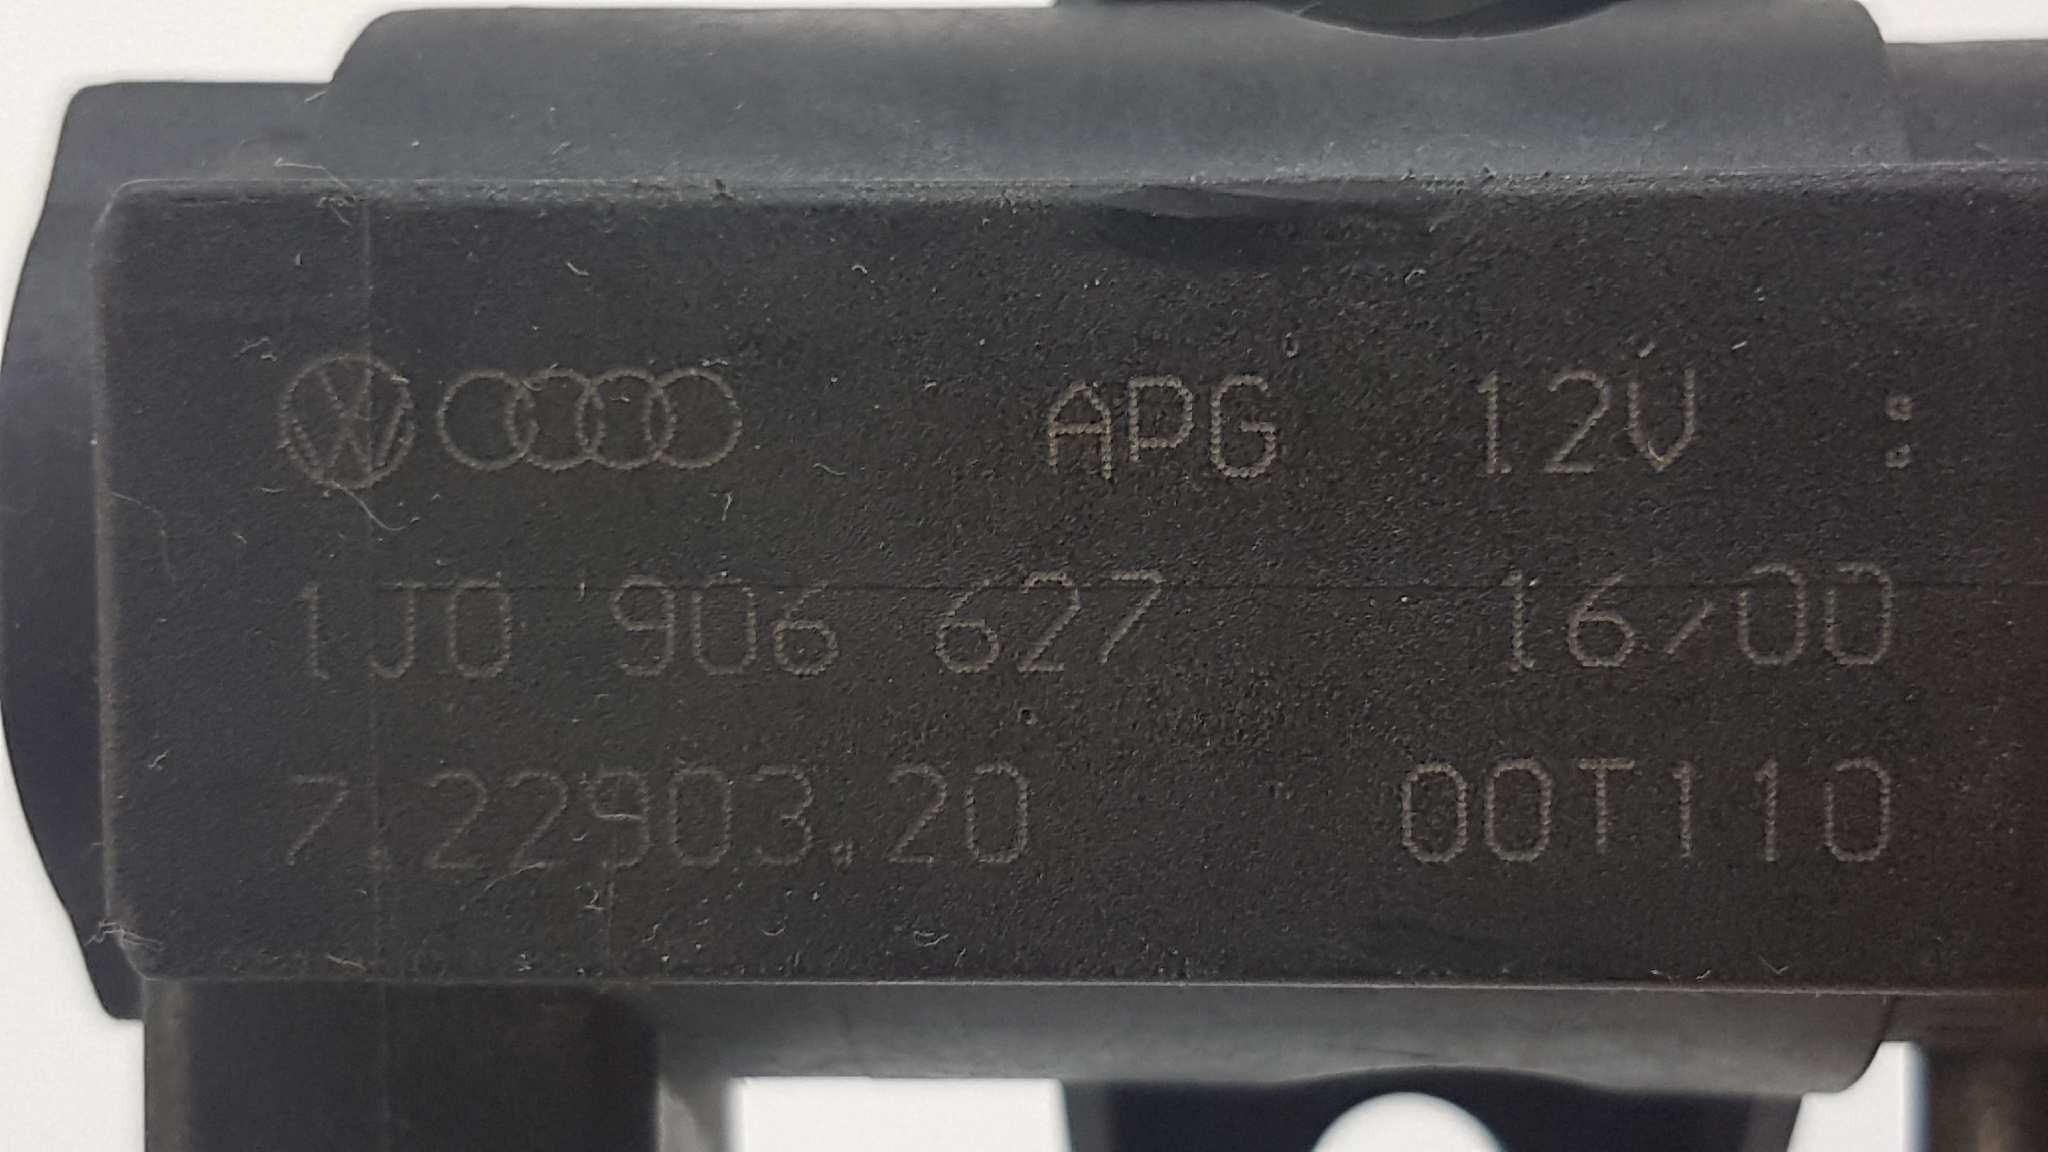 APG 12V :
1J0 906 627 16/00
7.22903.20 00T110